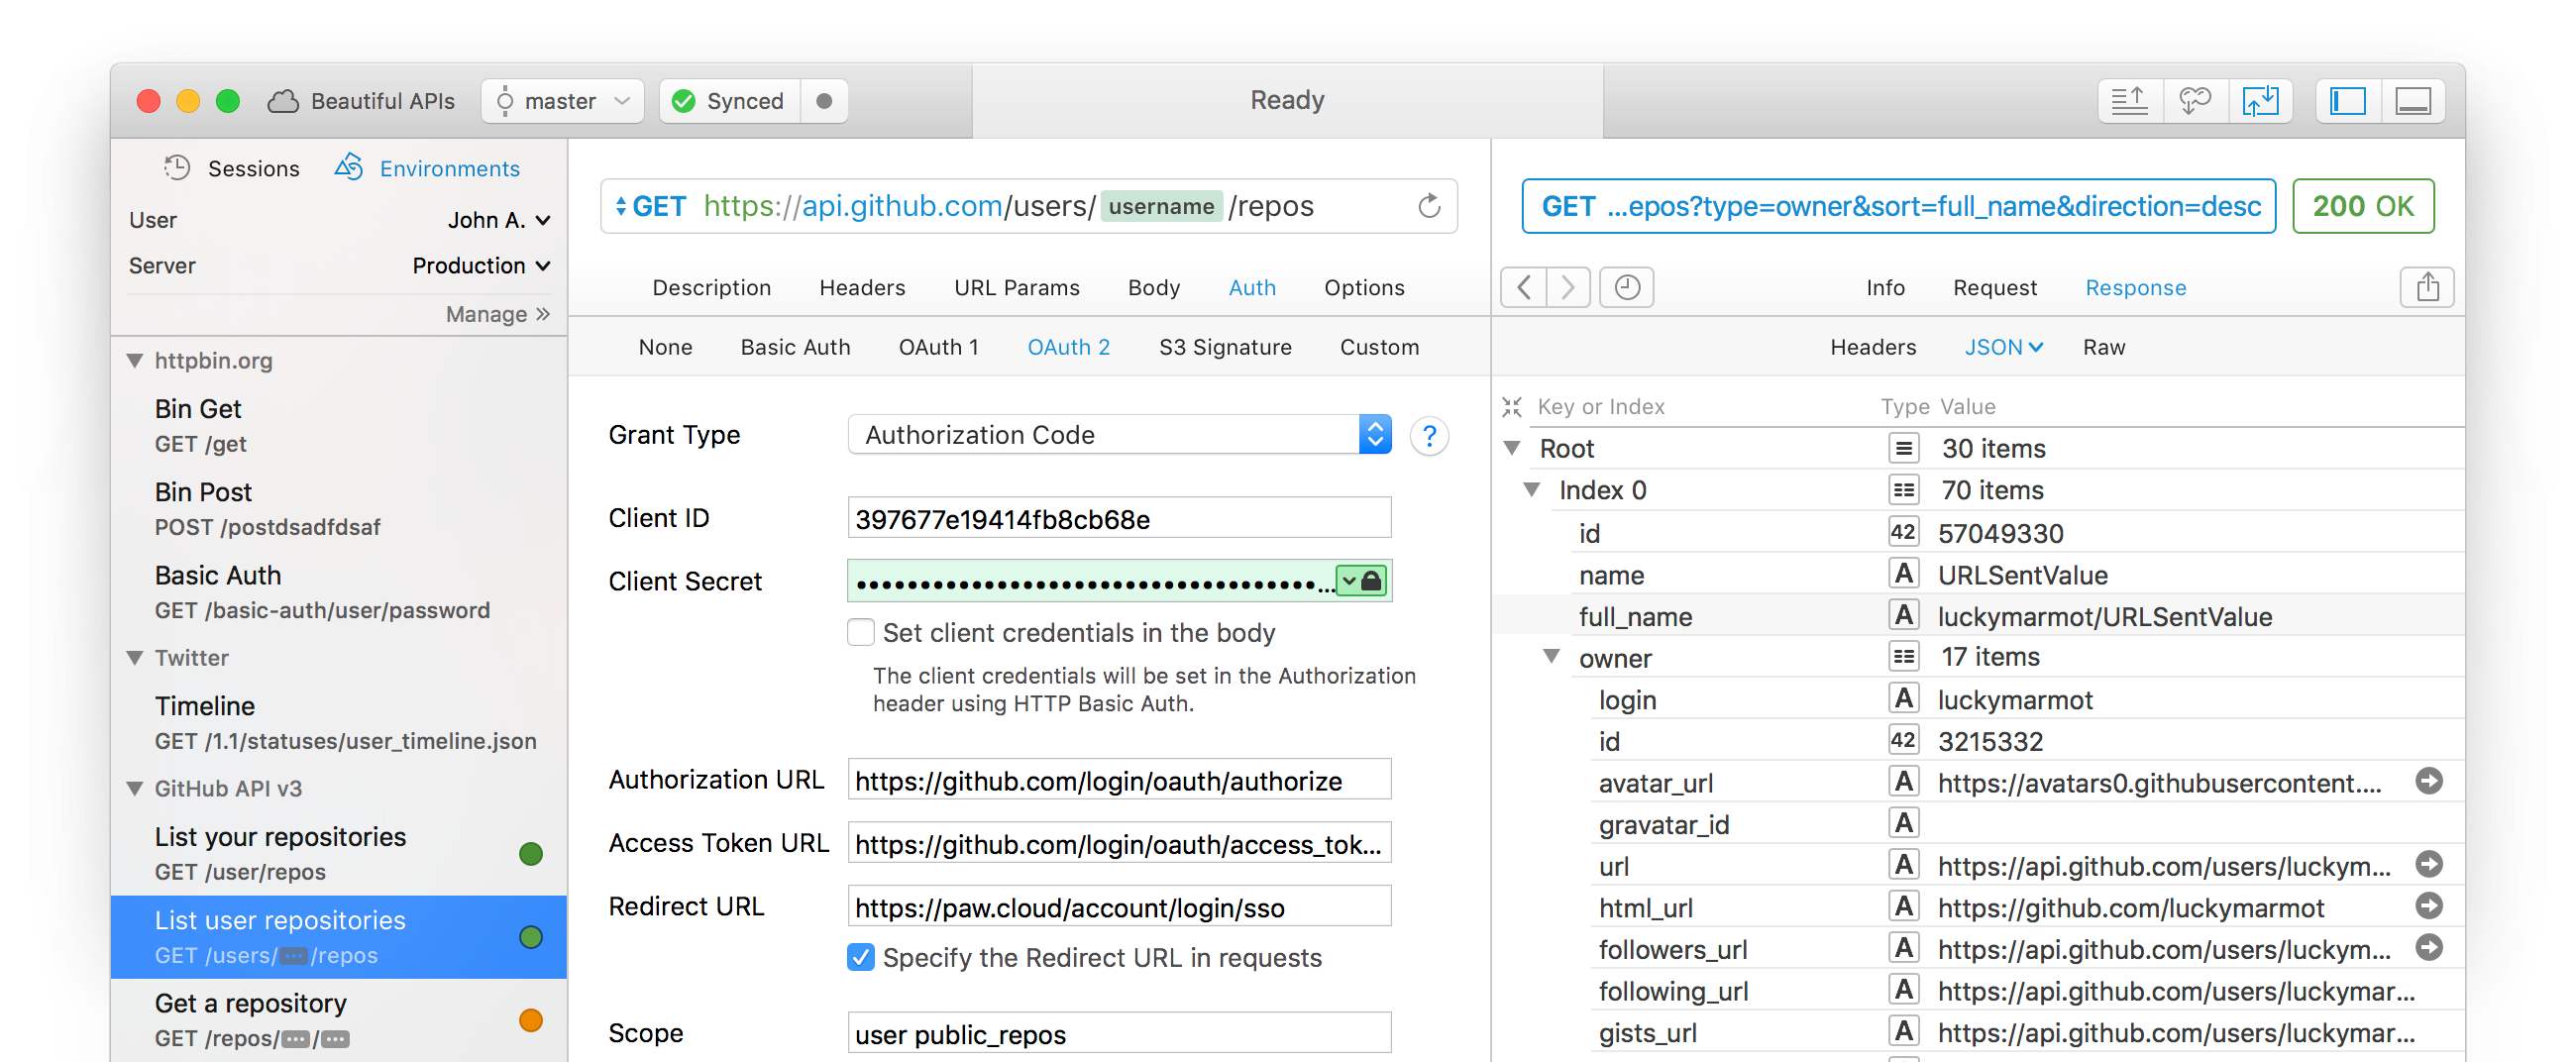 Beautiful APIs master Synced Ready
Sessions Environments
User John A.
Server Production
Manage »
httpbin.org
Bin Get
GET /get
Bin Post
POST /postdsadfdsaf
Basic Auth
GET /basic-auth/user/password
Twitter
Timeline
GET /1.1/statuses/user_timeline.json
GitHub API v3
List your repositories
GET /user/repos
List user repositories
GET /users/···/repos
Get a repository
GET /repos/···/···
GET https://api.github.com/users/ username /repos
Description Headers URL Params Body Auth Options
None Basic Auth OAuth 1 OAuth 2 S3 Signature Custom
Grant Type Authorization Code ?
Client ID 397677e19414fb8cb68e
Client Secret ••••••••••••••••••••••••••••••••••••...
Set client credentials in the body
The client credentials will be set in the Authorization
header using HTTP Basic Auth.
Authorization URL https://github.com/login/oauth/authorize
Access Token URL https://github.com/login/oauth/access_tok...
Redirect URL https://paw.cloud/account/login/sso
Specify the Redirect URL in requests
Scope user public_repos
GET ...epos?type=owner&sort=full_name&direction=desc 200 OK
Info Request Response
Headers JSON Raw
Key or Index Type Value
Root 30 items
Index 0 70 items
id 42 57049330
name A URLSentValue
full_name A luckymarmot/URLSentValue
owner 17 items
login A luckymarmot
id 42 3215332
avatar_url A https://avatars0.githubusercontent....
gravatar_id A
url A https://api.github.com/users/luckym...
html_url A https://github.com/luckymarmot
followers_url A https://api.github.com/users/luckym...
following_url A https://api.github.com/users/luckymar...
gists_url A https://api.github.com/users/luckymar...